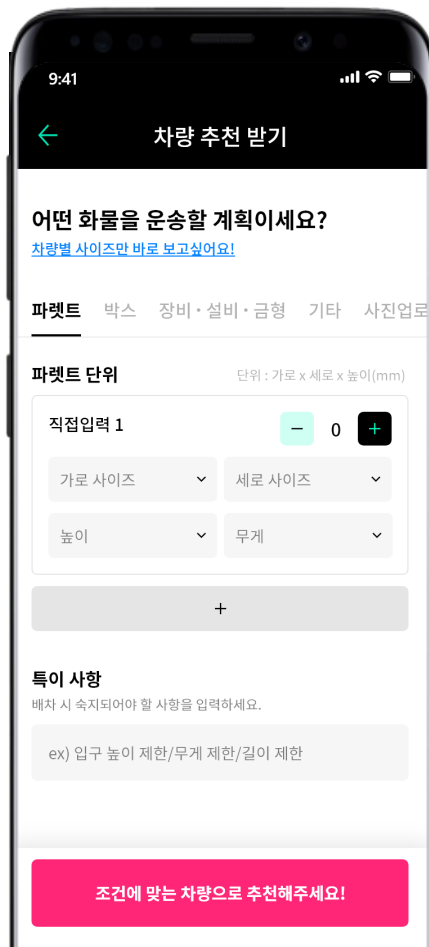 9:41
차량 추천 받기
어떤 화물을 운송할 계획이세요?
차량별 사이즈만 바로 보고싶어요!
파렛트 박스 장비・설비・금형 기타 사진업로
파렛트 단위 단위 : 가로 x 세로 x 높이(mm)
직접입력 1 − 0 +
가로 사이즈 세로 사이즈
높이 무게
+
특이 사항
배차 시 숙지되어야 할 사항을 입력하세요.
ex) 입구 높이 제한/무게 제한/길이 제한
조건에 맞는 차량으로 추천해주세요!